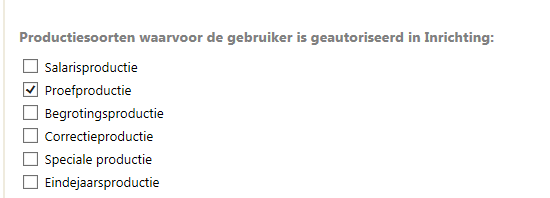 Productiesoorten waarvoor de gebruiker is geautoriseerd in Inrichting:
Salarisproductie
Proefproductie
Begrotingsproductie
Correctieproductie
Speciale productie
Eindejaarsproductie